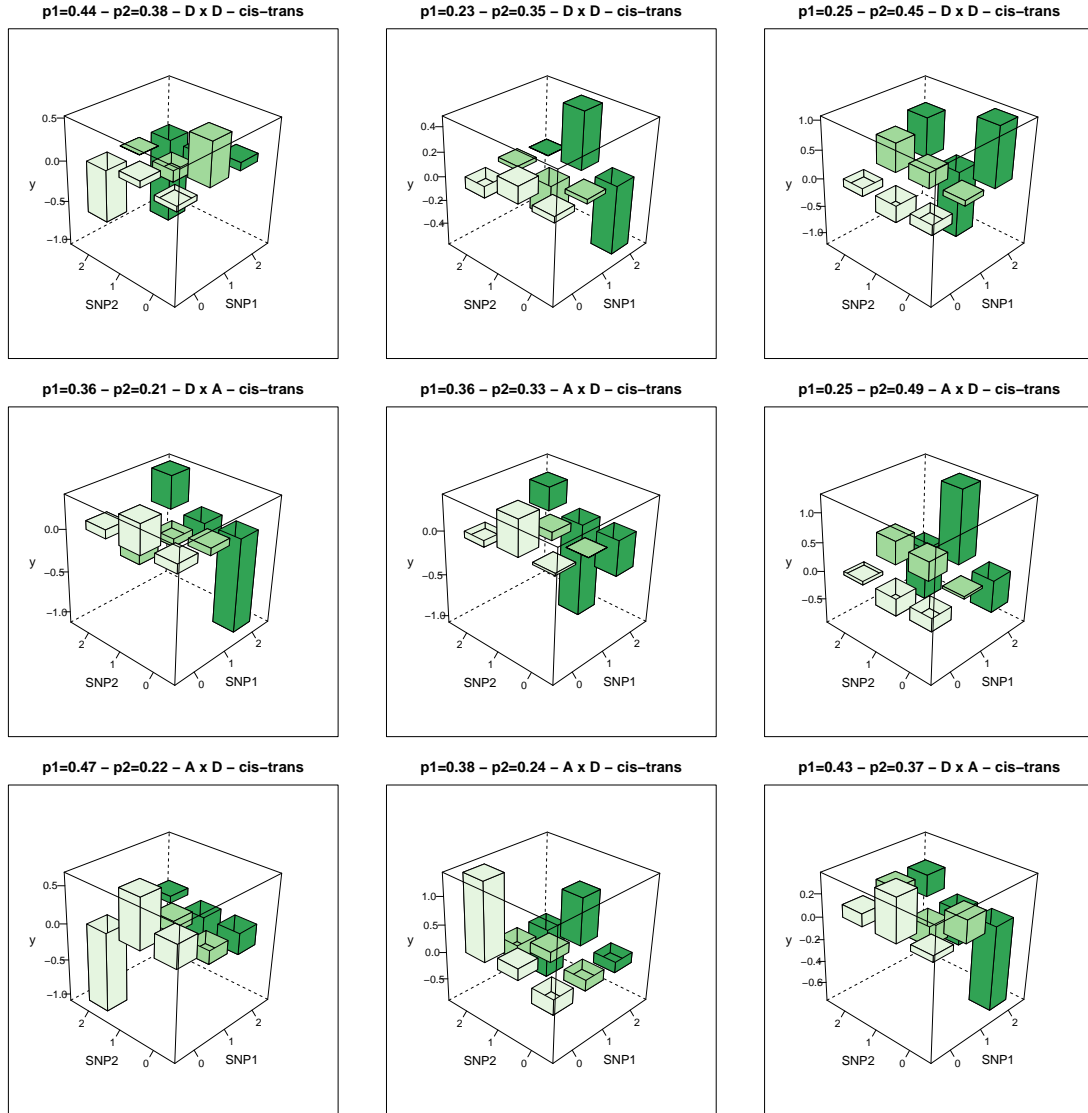 p1=0.44 − p2=0.38 − D x D − cis−trans
p1=0.23 − p2=0.35 − D x D − cis−trans
p1=0.25 − p2=0.45 − D x D − cis−trans
0.5
0.0
−0.5
−1.0
y
2
1
0
SNP2
0
1
2
SNP1
0.4
0.2
0.0
−0.2
−0.4
y
2
1
0
SNP2
0
1
2
SNP1
1.0
0.5
0.0
−0.5
−1.0
y
2
1
0
SNP2
0
1
2
SNP1
p1=0.36 − p2=0.21 − D x A − cis−trans
p1=0.36 − p2=0.33 − A x D − cis−trans
p1=0.25 − p2=0.49 − A x D − cis−trans
0.0
−0.5
−1.0
y
2
1
0
SNP2
0
1
2
SNP1
0.0
−0.5
−1.0
y
2
1
0
SNP2
0
1
2
SNP1
1.0
0.5
0.0
−0.5
y
2
1
0
SNP2
0
1
2
SNP1
p1=0.47 − p2=0.22 − A x D − cis−trans
p1=0.38 − p2=0.24 − A x D − cis−trans
p1=0.43 − p2=0.37 − D x A − cis−trans
0.5
0.0
−0.5
−1.0
y
2
1
0
SNP2
0
1
2
SNP1
1.0
0.5
0.0
−0.5
y
2
1
0
SNP2
0
1
2
SNP1
0.2
0.0
−0.2
−0.4
−0.6
y
2
1
0
SNP2
0
1
2
SNP1